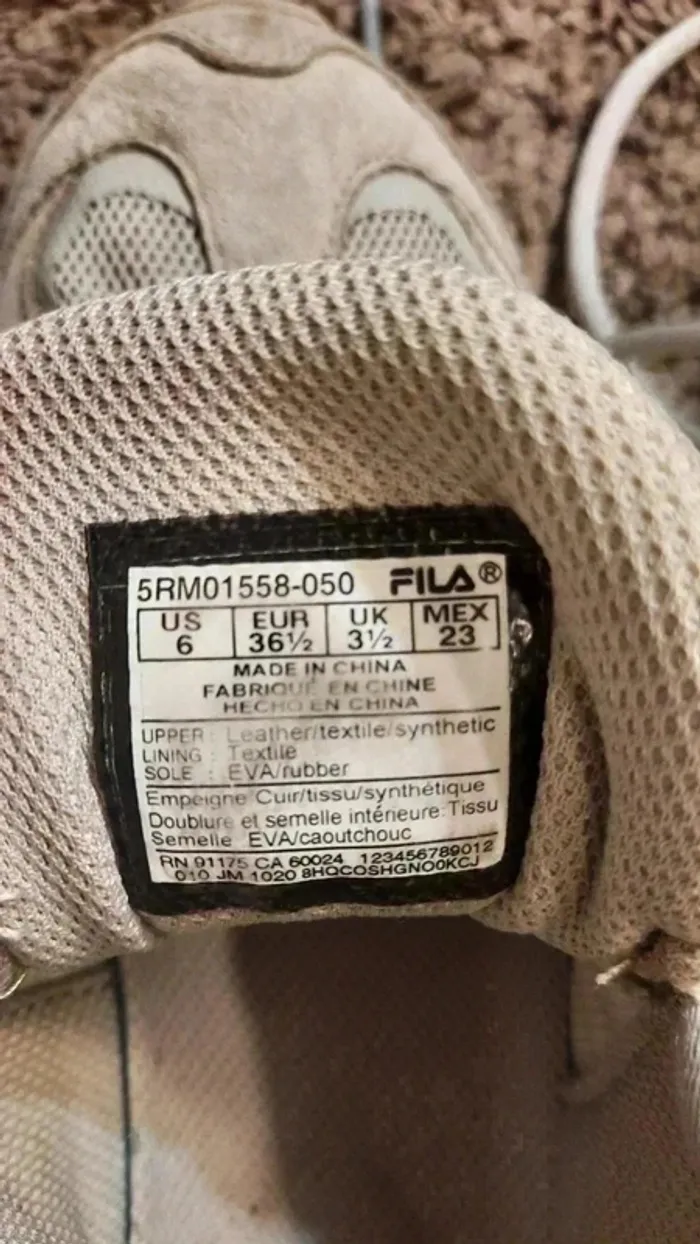 5RM01558-050 FILA®
US EUR UK MEX
6 36½ 3½ 23
MADE IN CHINA
FABRIQUÉ EN CHINE
HECHO EN CHINA
UPPER : Leather/textile/synthetic
LINING : Textile
SOLE : EVA/rubber
Empeigne Cuir/tissu/synthétique
Doublure et semelle intérieure:Tissu
Semelle EVA/caoutchouc
RN 91175 CA 60024 123456789012
010 JM 1020 8HQCOSHGNO0KCJ